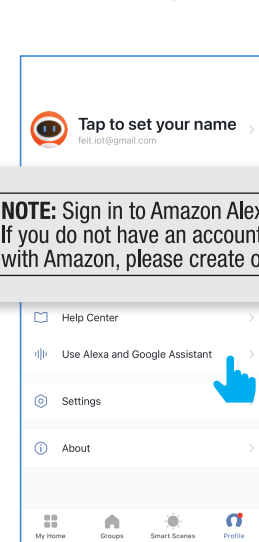 Tap to set your name
feit.iot@gmail.com
NOTE: Sign in to Amazon Alex
If you do not have an account
with Amazon, please create o
Help Center
Use Alexa and Google Assistant
Settings
About
My Home Groups Smart Scenes Profile